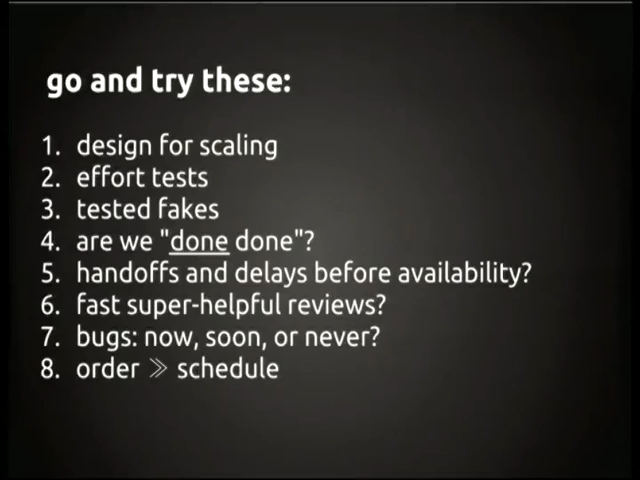 go and try these:
1. design for scaling
2. effort tests
3. tested fakes
4. are we "done done"?
5. handoffs and delays before availability?
6. fast super-helpful reviews?
7. bugs: now, soon, or never?
8. order ≫ schedule